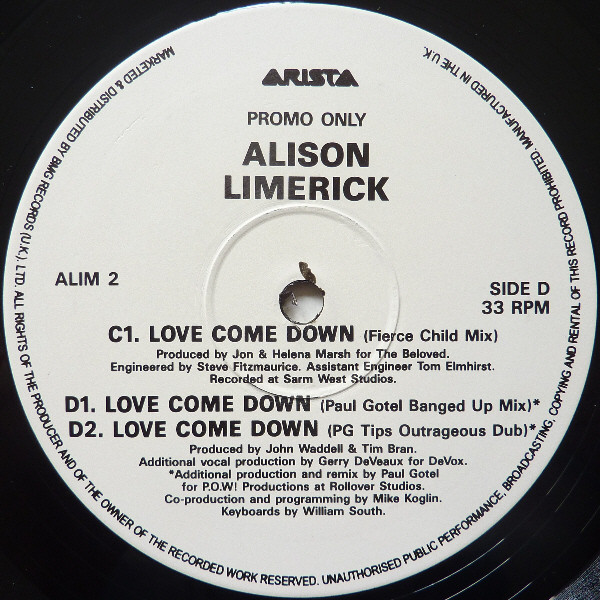 ARISTA
PROMO ONLY
ALISON
LIMERICK
ALIM 2
SIDE D
33 RPM
C1. LOVE COME DOWN (Fierce Child Mix)
Produced by Jon & Helena Marsh for The Beloved.
Engineered by Steve Fitzmaurice. Assistant Engineer Tom Elmhirst.
Recorded at Sarm West Studios.
D1. LOVE COME DOWN (Paul Gotel Banged Up Mix)*
D2. LOVE COME DOWN (PG Tips Outrageous Dub)*
Produced by John Waddell & Tim Bran.
Additional vocal production by Gerry DeVeaux for DeVox.
*Additional production and remix by Paul Gotel
for P.O.W! Productions at Rollover Studios.
Co-production and programming by Mike Koglin.
Keyboards by William South.
MARKETED & DISTRIBUTED BY BMG RECORDS (U.K.), LTD. ALL RIGHTS OF THE PRODUCER AND OF THE OWNER OF THE RECORDED WORK RESERVED. UNAUTHORISED PUBLIC PERFORMANCE, BROADCASTING, COPYING AND RENTAL OF THIS RECORD PROHIBITED. MANUFACTURED IN THE U.K.